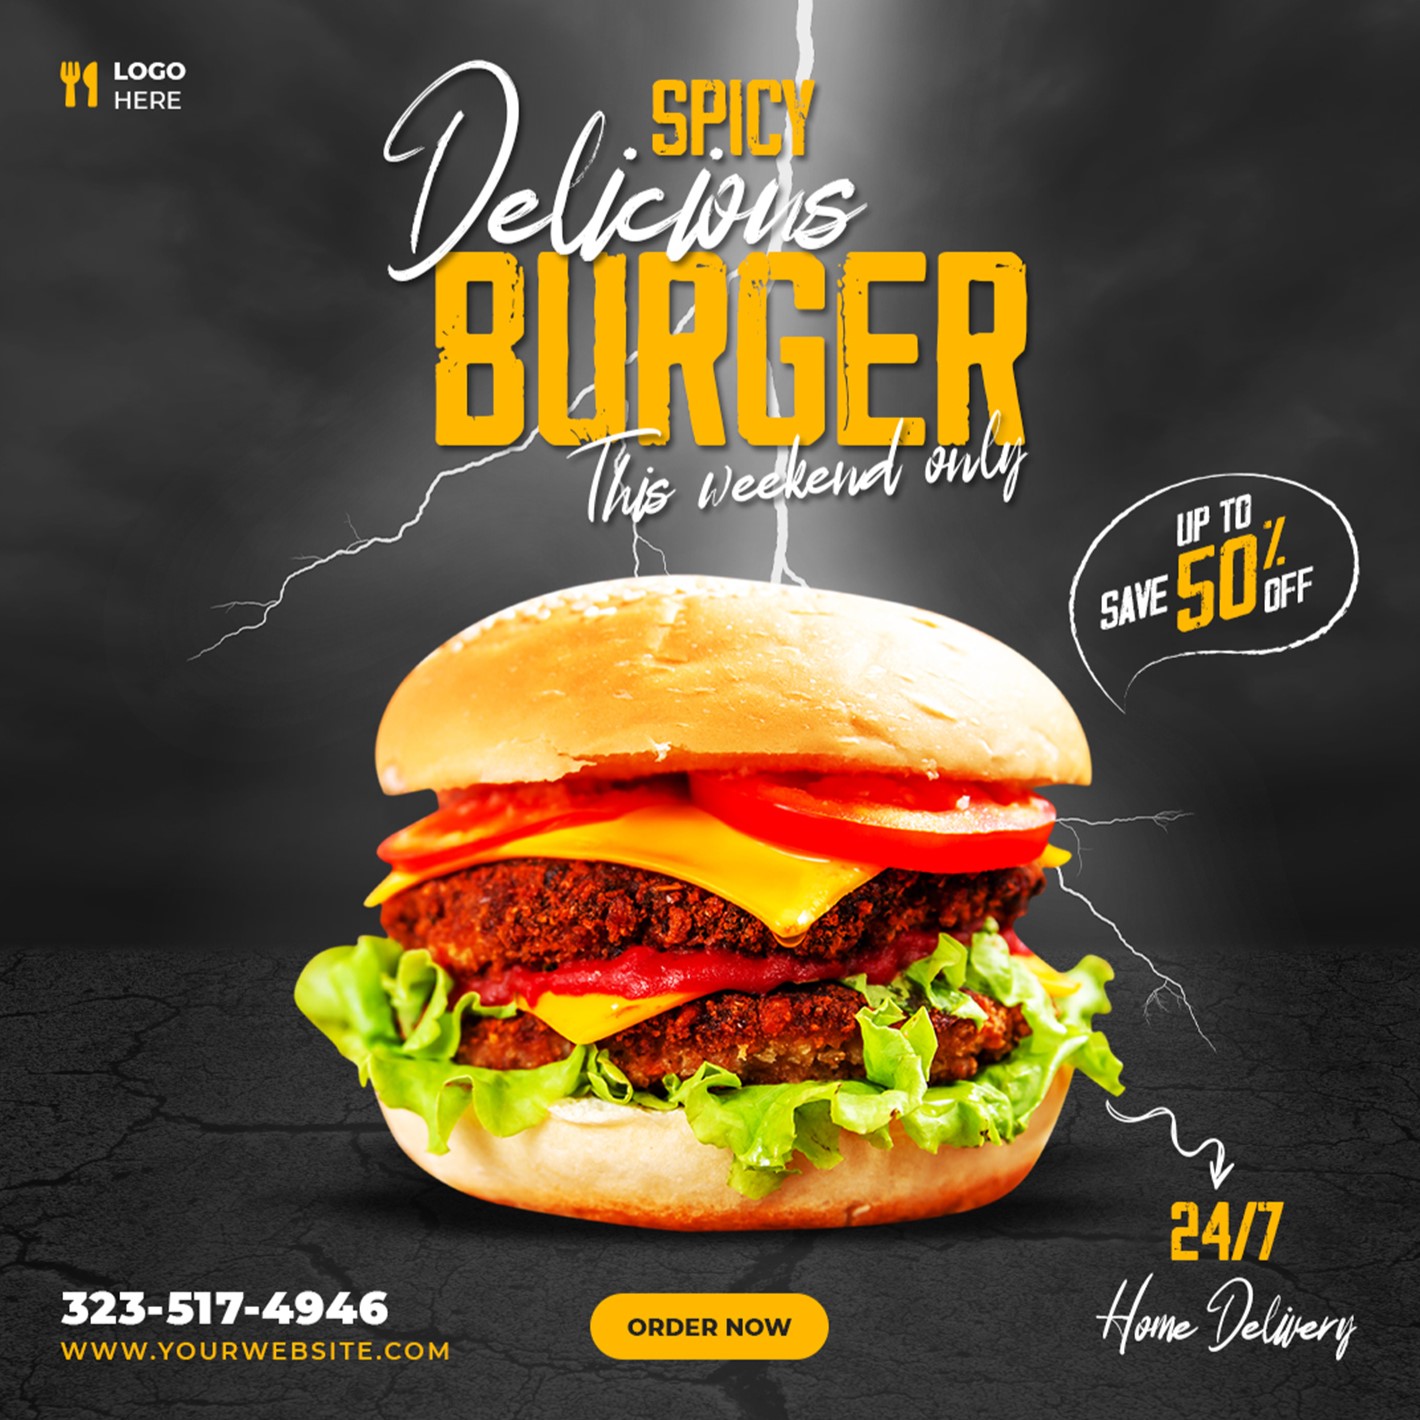 LOGO
HERE
SPICY
Delicious
BURGER
This weekend only
UP TO
SAVE 50% OFF
24/7
Home Delivery
323-517-4946
WWW.YOURWEBSITE.COM
ORDER NOW